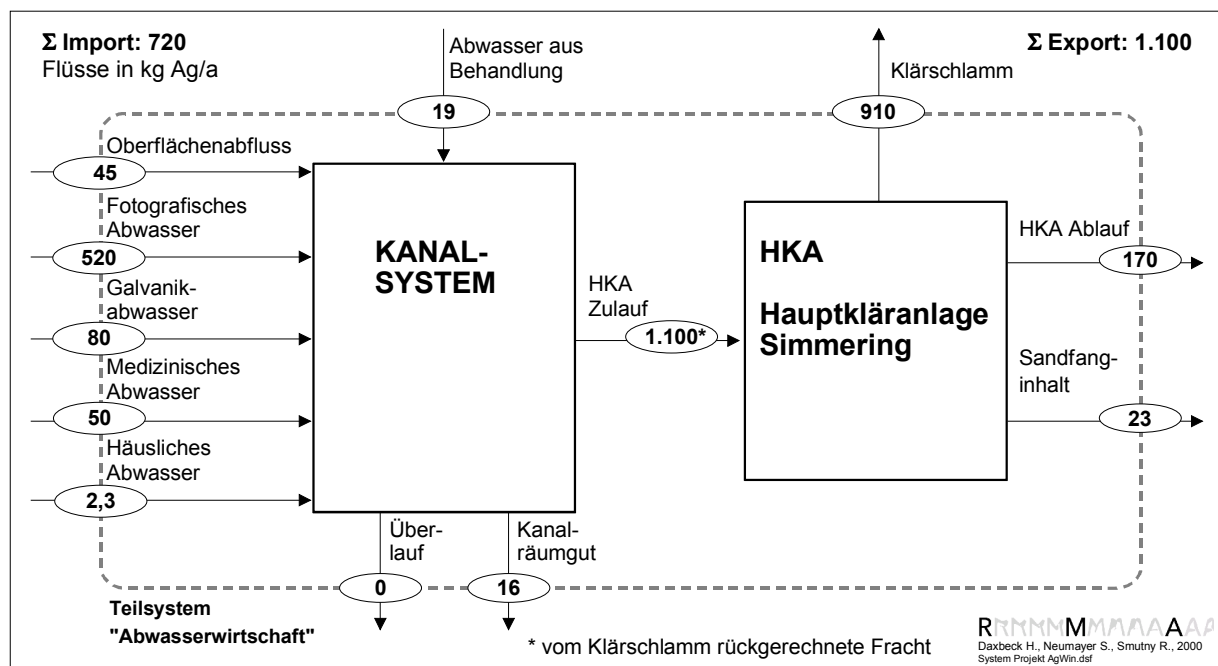 Σ Import: 720
Flüsse in kg Ag/a
Abwasser aus
Behandlung
19
Klärschlamm
910
Σ Export: 1.100
Oberflächenabfluss
45
Fotografisches
Abwasser
520
Galvanik-
abwasser
80
Medizinisches
Abwasser
50
Häusliches
Abwasser
2,3
KANAL-
SYSTEM
HKA
Zulauf
1.100*
HKA
Hauptkläranlage
Simmering
HKA Ablauf
170
Sandfang-
inhalt
23
Über-
lauf
0
Kanal-
räumgut
16
Teilsystem
"Abwasserwirtschaft"
* vom Klärschlamm rückgerechnete Fracht
Daxbeck H., Neumayer S., Smutny R., 2000
System Projekt AgWin.dsf